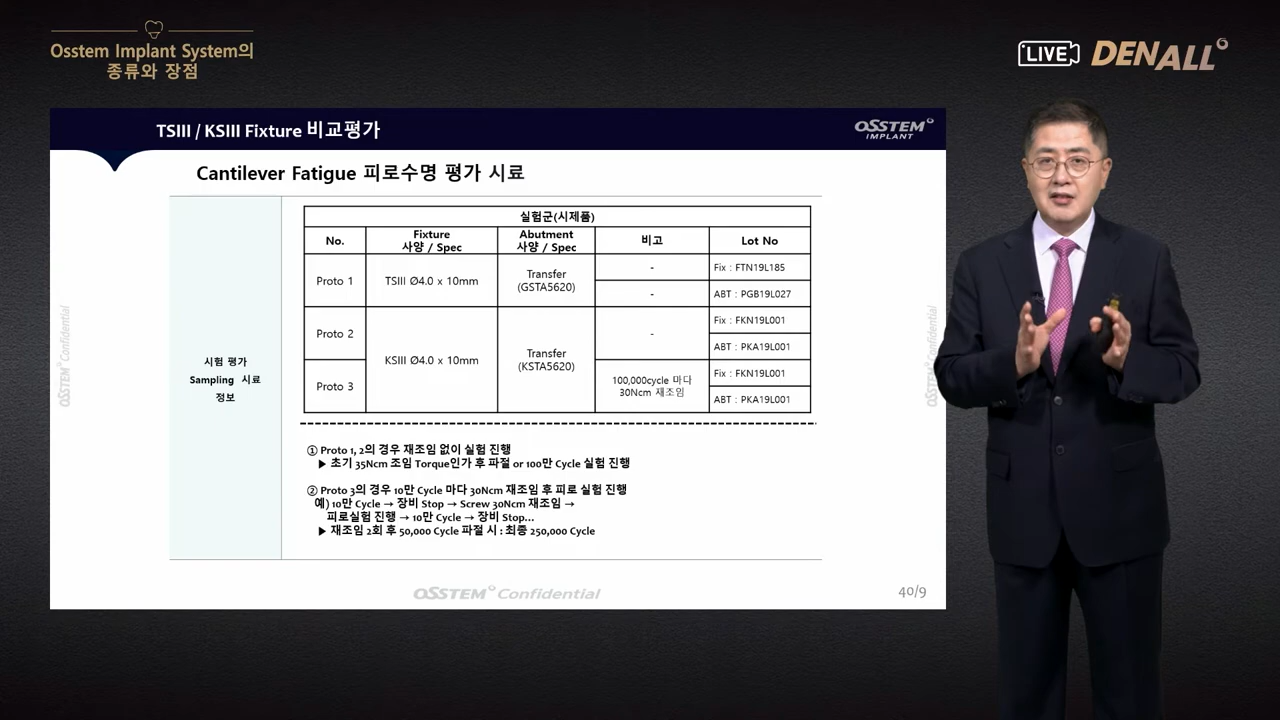 Osstem Implant System의
종류와 장점
LIVE
DENALL
TSIII / KSIII Fixture 비교평가
OSSTEM
IMPLANT
Cantilever Fatigue 피로수명 평가 시료
실험군(시제품)
No.
Fixture
사양 / Spec
Abutment
사양 / Spec
비고
Lot No
Proto 1
TSIII Ø4.0 x 10mm
Transfer
(GSTA5620)
-
Fix : FTN19L185
-
ABT : PGB19L027
Proto 2
KSIII Ø4.0 x 10mm
Transfer
(KSTA5620)
-
Fix : FKN19L001
ABT : PKA19L001
Proto 3
100,000cycle 마다
30Ncm 재조임
Fix : FKN19L001
ABT : PKA19L001
시험 평가
Sampling 시료
정보
① Proto 1, 2의 경우 재조임 없이 실험 진행
▶ 초기 35Ncm 조임 Torque인가 후 파절 or 100만 Cycle 실험 진행
② Proto 3의 경우 10만 Cycle 마다 30Ncm 재조임 후 피로 실험 진행
예) 10만 Cycle → 장비 Stop → Screw 30Ncm 재조임 →
피로실험 진행 → 10만 Cycle → 장비 Stop...
▶ 재조임 2회 후 50,000 Cycle 파절 시 : 최종 250,000 Cycle
OSSTEM Confidential
OSSTEM Confidential
OSSTEM Confidential
40/9